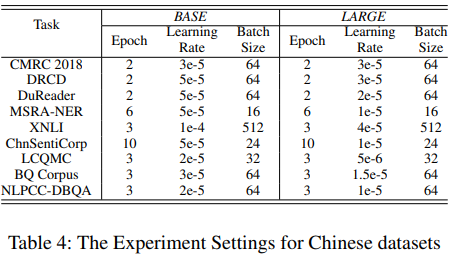 Task BASE LARGE
Epoch Learning Rate Batch Size Epoch Learning Rate Batch Size
CMRC 2018 2 3e-5 64 2 3e-5 64
DRCD 2 5e-5 64 2 3e-5 64
DuReader 2 5e-5 64 2 2e-5 64
MSRA-NER 6 5e-5 16 6 1e-5 16
XNLI 3 1e-4 512 3 4e-5 512
ChnSentiCorp 10 5e-5 24 10 1e-5 24
LCQMC 3 2e-5 32 3 5e-6 32
BQ Corpus 3 3e-5 64 3 1.5e-5 64
NLPCC-DBQA 3 2e-5 64 3 1e-5 64
Table 4: The Experiment Settings for Chinese datasets